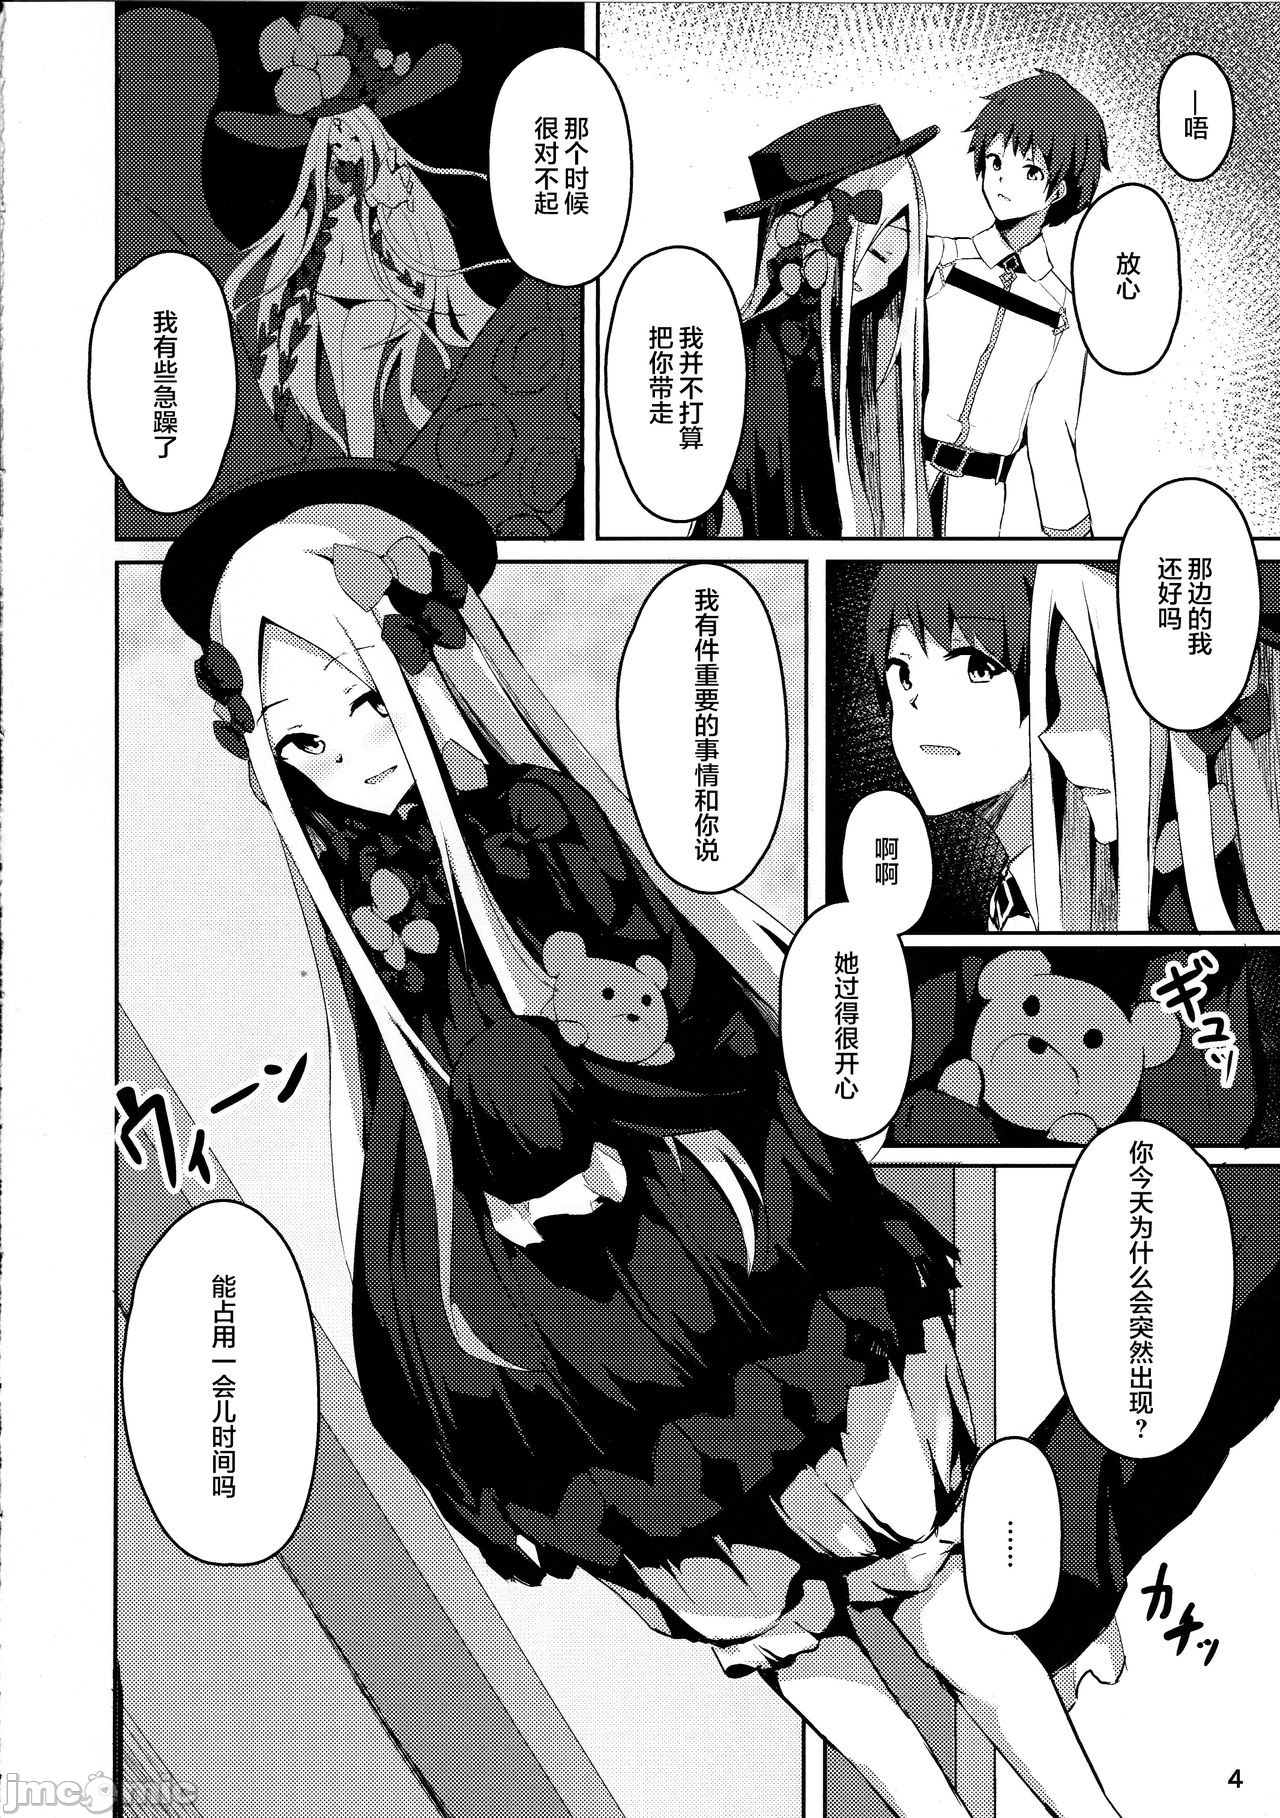 —唔
放心
我并不打算
把你带走
那个时候
很对不起
我有些急躁了
那边的我
还好吗
啊啊
她过得很开心
ギュッ
我有件重要的事情和你说
你今天为什么会突然出现？
……
カチッ
ウィーン
能占用一会儿时间吗
4
jmcomic